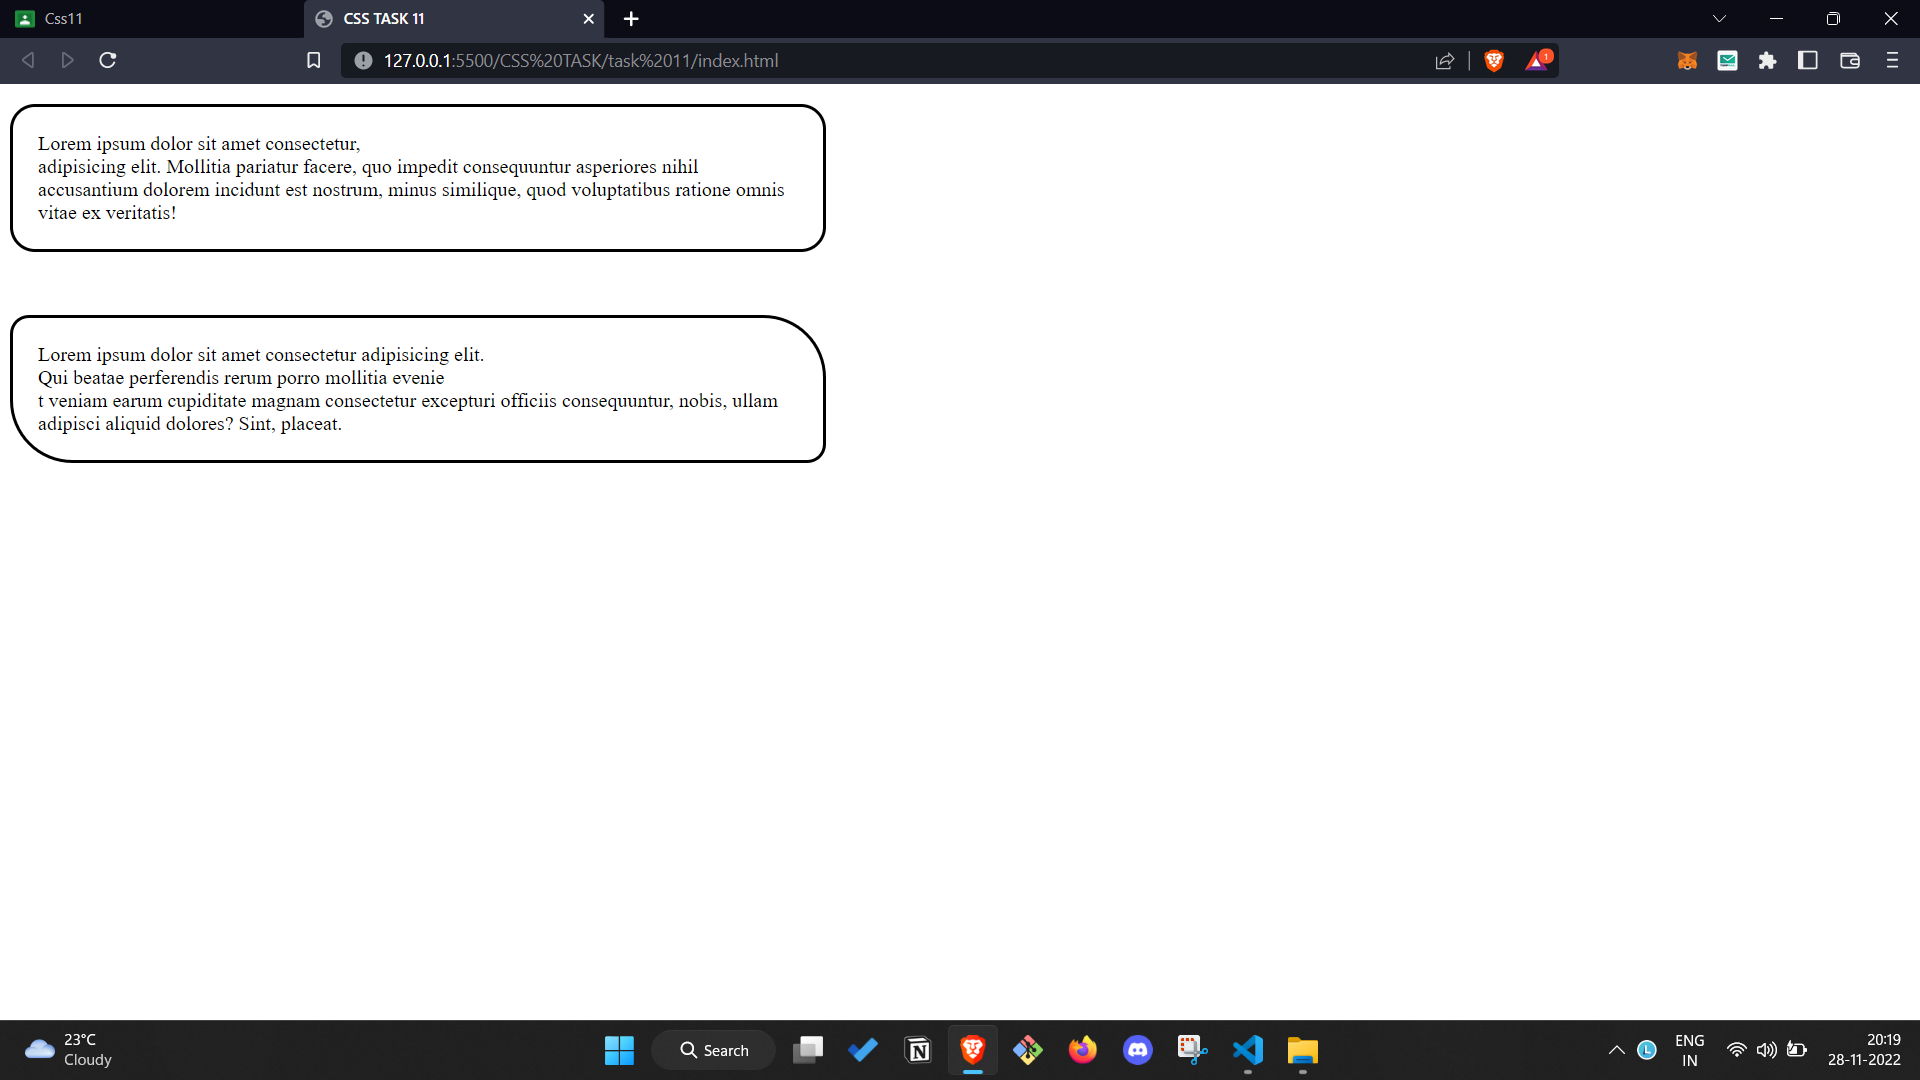 Css11
CSS TASK 11
127.0.0.1:5500/CSS%20TASK/task%2011/index.html
1
Lorem ipsum dolor sit amet consectetur,
adipisicing elit. Mollitia pariatur facere, quo impedit consequuntur asperiores nihil
accusantium dolorem incidunt est nostrum, minus similique, quod voluptatibus ratione omnis
vitae ex veritatis!
Lorem ipsum dolor sit amet consectetur adipisicing elit.
Qui beatae perferendis rerum porro mollitia evenie
t veniam earum cupiditate magnam consectetur excepturi officiis consequuntur, nobis, ullam
adipisci aliquid dolores? Sint, placeat.
23°C
Cloudy
Search
N
L
ENG
IN
20:19
28-11-2022